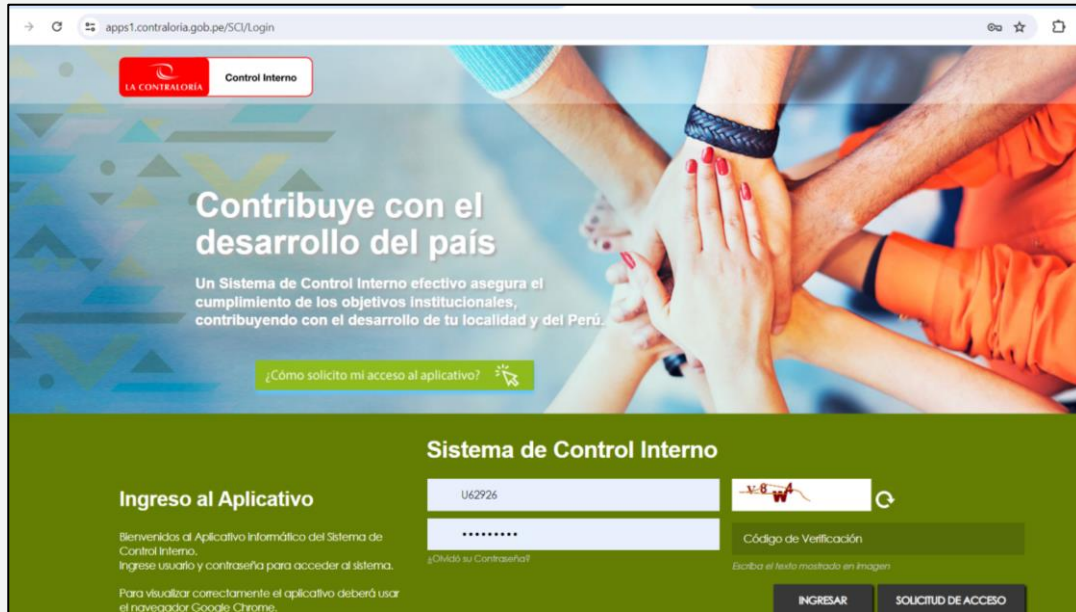 apps1.contraloria.gob.pe/SCI/Login
LA CONTRALORÍA
Control Interno
Contribuye con el
desarrollo del país
Un Sistema de Control Interno efectivo asegura el
cumplimiento de los objetivos institucionales,
contribuyendo con el desarrollo de tu localidad y del Perú.
¿Cómo solicito mi acceso al aplicativo?
Sistema de Control Interno
Ingreso al Aplicativo
Bienvenidos al Aplicativo Informático del Sistema de
Control Interno.
Ingrese usuario y contraseña para acceder al sistema.
Para visualizar correctamente el aplicativo deberá usar
el navegador Google Chrome.
U62926
•••••••••
¿Olvidó su Contraseña?
Código de Verificación
Escriba el texto mostrado en imagen
INGRESAR
SOLICITUD DE ACCESO